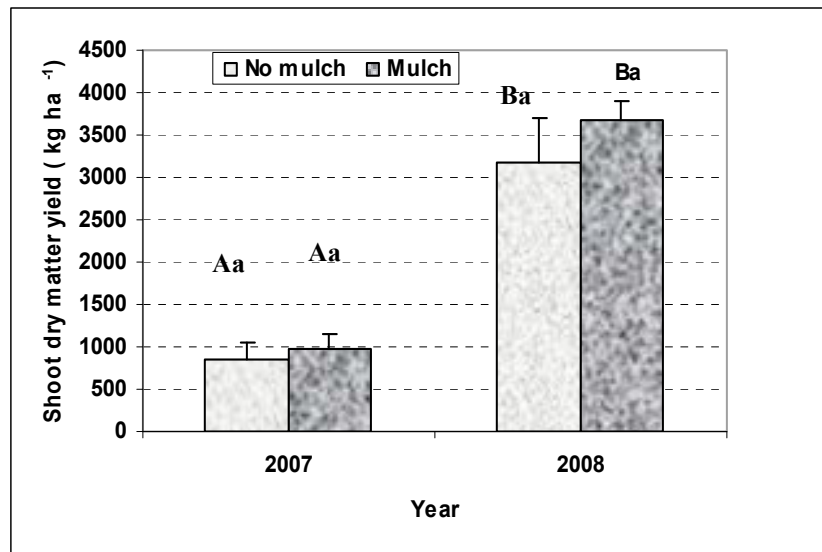 Shoot dry matter yield ( kg ha -1)
4500
4000
3500
3000
2500
2000
1500
1000
500
0
No mulch Mulch
Ba
Ba
Aa
Aa
2007 2008
Year